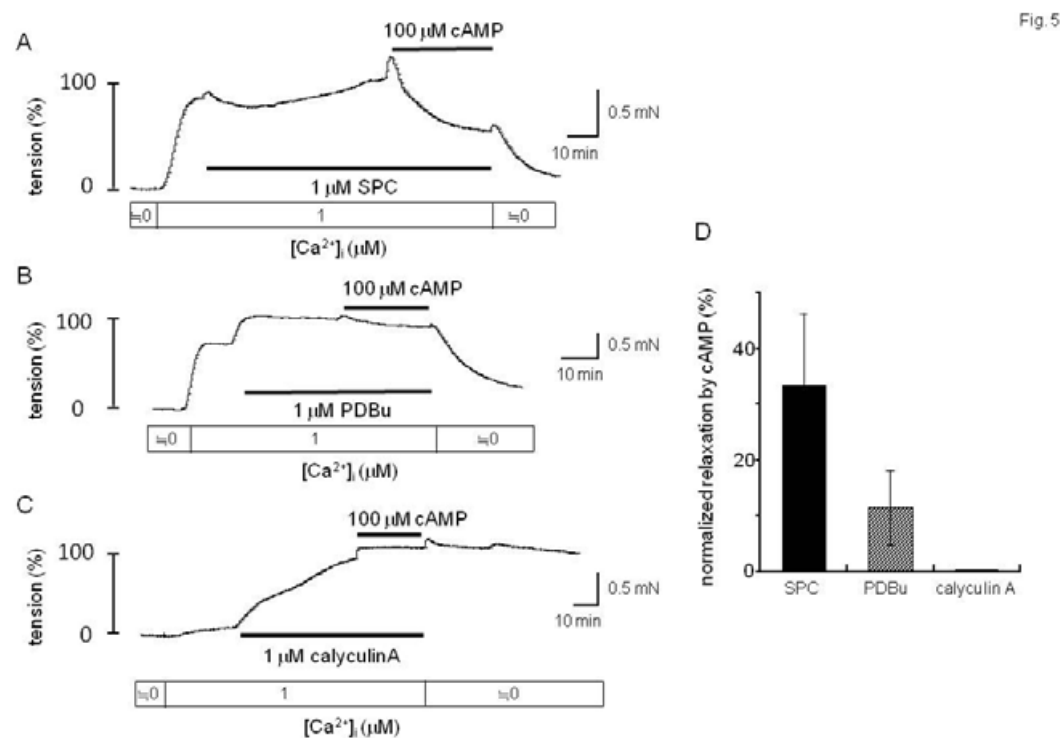 Fig. 5
A
100 μM cAMP
100
0
tension (%)
0.5 mN
10 min
1 μM SPC
≒0 1 ≒0
[Ca²⁺]ᵢ (μM)
B
100 μM cAMP
100
0
tension (%)
0.5 mN
10 min
1 μM PDBu
≒0 1 ≒0
[Ca²⁺]ᵢ (μM)
C
100 μM cAMP
100
0
tension (%)
0.5 mN
10 min
1 μM calyculinA
≒0 1 ≒0
[Ca²⁺]ᵢ (μM)
D
normalized relaxation by cAMP (%)
40
20
0
SPC PDBu calyculin A